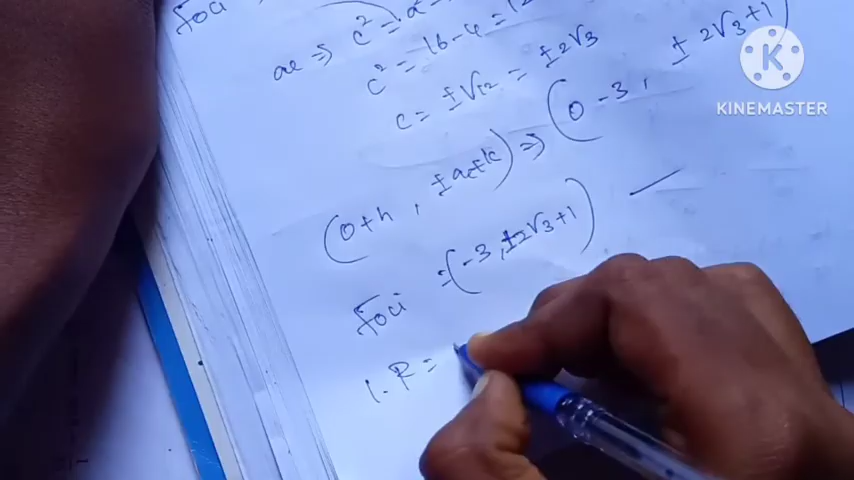 Foci
ae ⇒ c² = a² -
c² = 16 - 4 = 12
c = ±√12 = ±2√3
(0+h, ±ae+k) ⇒ (0-3, ±2√3+1)
Foci = (-3, ±2√3+1)
l.R =
KINEMASTER